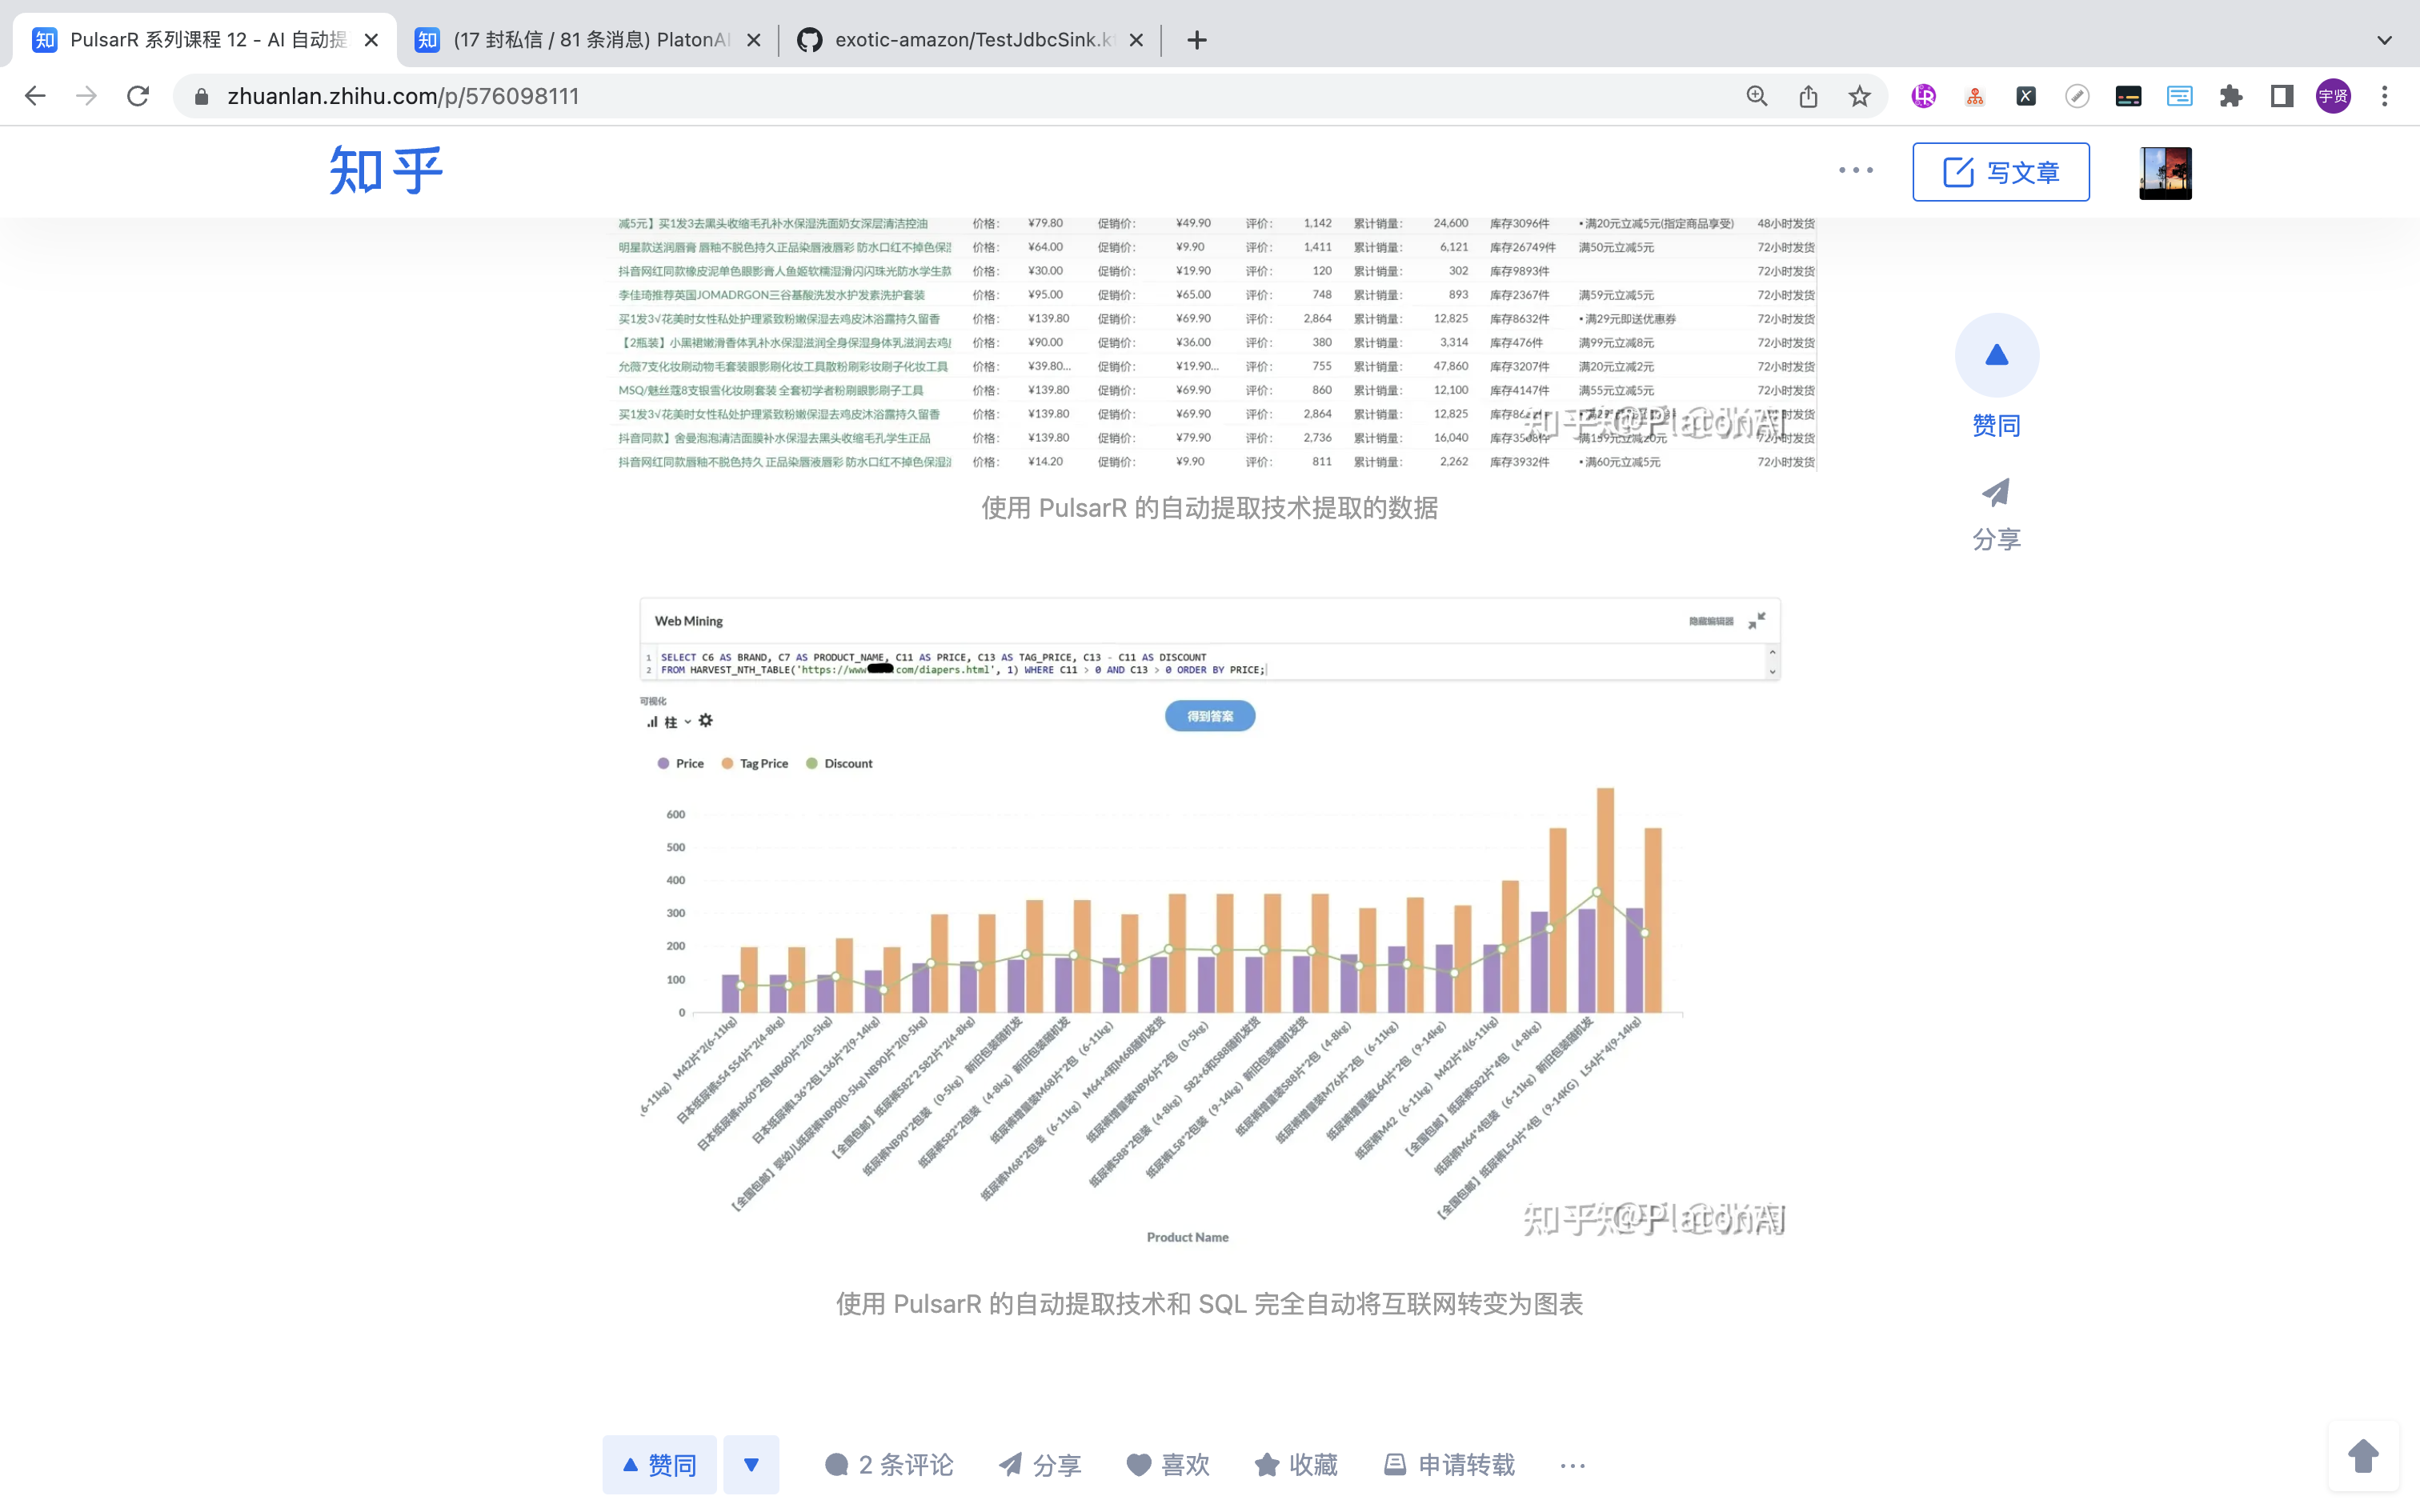 PulsarR 系列课程 12 - AI 自动提
(17 封私信 / 81 条消息) PlatonAI
exotic-amazon/TestJdbcSink.kt
zhuanlan.zhihu.com/p/576098111
宇贤
知乎
写文章
减5元】买1发3去黑头收缩毛孔补水保湿洗面奶女深层清洁控油 价格: ¥79.80 促销价: ¥49.90 评价: 1,142 累计销量: 24,600 库存3096件 •满20元立减5元(指定商品享受) 48小时发货
明星款送润唇膏 唇釉不脱色持久正品染唇液唇彩 防水口红不掉色保湿 价格: ¥64.00 促销价: ¥9.90 评价: 1,411 累计销量: 6,121 库存26749件 满50元立减5元 72小时发货
抖音网红同款橡皮泥单色眼影膏人鱼姬软糯湿滑闪闪珠光防水学生款 价格: ¥30.00 促销价: ¥19.90 评价: 120 累计销量: 302 库存9893件 72小时发货
李佳琦推荐英国JOMADRGON三谷基酸洗发水护发素洗护套装 价格: ¥95.00 促销价: ¥65.00 评价: 748 累计销量: 893 库存2367件 满59元立减5元 72小时发货
买1发3√花美时女性私处护理紧致粉嫩保湿去鸡皮沐浴露持久留香 价格: ¥139.80 促销价: ¥69.90 评价: 2,864 累计销量: 12,825 库存8632件 •满29元即送优惠券 72小时发货
【2瓶装】小黑裙嫩滑香体乳补水保湿滋润全身保湿身体乳滋润去鸡 价格: ¥90.00 促销价: ¥36.00 评价: 380 累计销量: 3,314 库存476件 满99元立减8元 72小时发货
允薇7支化妆刷动物毛套装眼影刷化妆工具散粉刷彩妆刷子化妆工具 价格: ¥39.80... 促销价: ¥19.90... 评价: 755 累计销量: 47,860 库存3207件 满20元立减2元 72小时发货
MSQ/魅丝蔻8支银雪化妆刷套装 全套初学者粉刷眼影刷子工具 价格: ¥139.80 促销价: ¥69.90 评价: 860 累计销量: 12,100 库存4147件 满55元立减5元 72小时发货
买1发3√花美时女性私处护理紧致粉嫩保湿去鸡皮沐浴露持久留香 价格: ¥139.80 促销价: ¥69.90 评价: 2,864 累计销量: 12,825
抖音同款】舍曼泡泡清洁面膜补水保湿去黑头收缩毛孔学生正品 价格: ¥139.80 促销价: ¥79.90 评价: 2,736 累计销量: 16,040 库存3508件 满159元立减20元 72小时发货
抖音网红同款唇釉不脱色持久 正品染唇液唇彩 防水口红不掉色保湿 价格: ¥14.20 促销价: ¥9.90 评价: 811 累计销量: 2,262 库存3932件 •满60元立减5元 72小时发货
知乎 @PlatonAI
赞同
分享
使用 PulsarR 的自动提取技术提取的数据
Web Mining
隐藏编辑器
1 SELECT C6 AS BRAND, C7 AS PRODUCT_NAME, C11 AS PRICE, C13 AS TAG_PRICE, C13 - C11 AS DISCOUNT
2 FROM HARVEST_NTH_TABLE('https://www .com/diapers.html', 1) WHERE C11 > 0 AND C13 > 0 ORDER BY PRICE;
可视化
柱
得到答案
Price Tag Price Discount
600
500
400
300
200
100
0
(6-11kg) M42片*2(6-11kg)
日本纸尿裤s54 S54片*2(4-8kg)
日本纸尿裤nb60*2包 NB60片*2(0-5kg)
日本纸尿裤L36*2包 L36片*2(9-14kg)
【全国包邮】婴幼儿纸尿裤NB90(0-5kg) NB90片*2(0-5kg)
【全国包邮】纸尿裤S82*2 S82片*2(4-8kg)
纸尿裤NB90*2包装 (0-5kg) 新旧包装随机发
纸尿裤S82*2包装 (4-8kg) 新旧包装随机发
纸尿裤增量装M68片*2包 (6-11kg)
纸尿裤M68*2包装 (6-11kg) M64+4和M68随机发货
纸尿裤增量装NB96片*2包 (0-5kg)
纸尿裤S88*2包装 (4-8kg) S82+6和S88随机发货
纸尿裤L58*2包装 (9-14kg) 新旧包装随机发货
纸尿裤增量装S88片*2包 (4-8kg)
纸尿裤增量装M76片*2包 (6-11kg)
纸尿裤增量装L64片*2包 (9-14kg)
纸尿裤M42 (6-11kg) M42片*4(6-11kg)
【全国包邮】纸尿裤S82片*4包 (4-8kg)
纸尿裤M64*4包装 (6-11kg) 新旧包装随机发
【全国包邮】纸尿裤L54片*4包 (9-14KG) L54片*4(9-14kg)
Product Name
知乎 @PlatonAI
使用 PulsarR 的自动提取技术和 SQL 完全自动将互联网转变为图表
赞同 2 条评论 分享 喜欢 收藏 申请转载